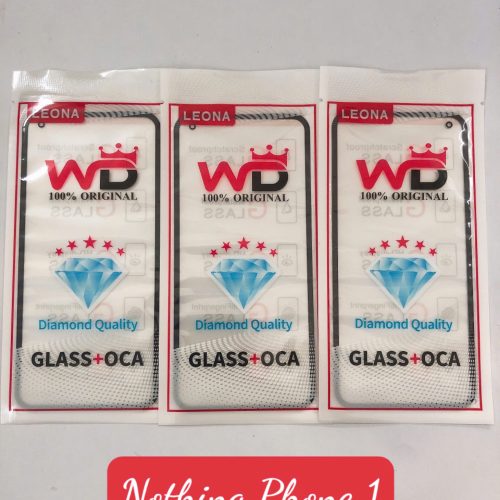 LEONA
WD
100% ORIGINAL
Diamond Quality
GLASS+OCA
LEONA
WD
100% ORIGINAL
Diamond Quality
GLASS+OCA
LEONA
WD
100% ORIGINAL
Diamond Quality
GLASS+OCA
Nothing Phone 1